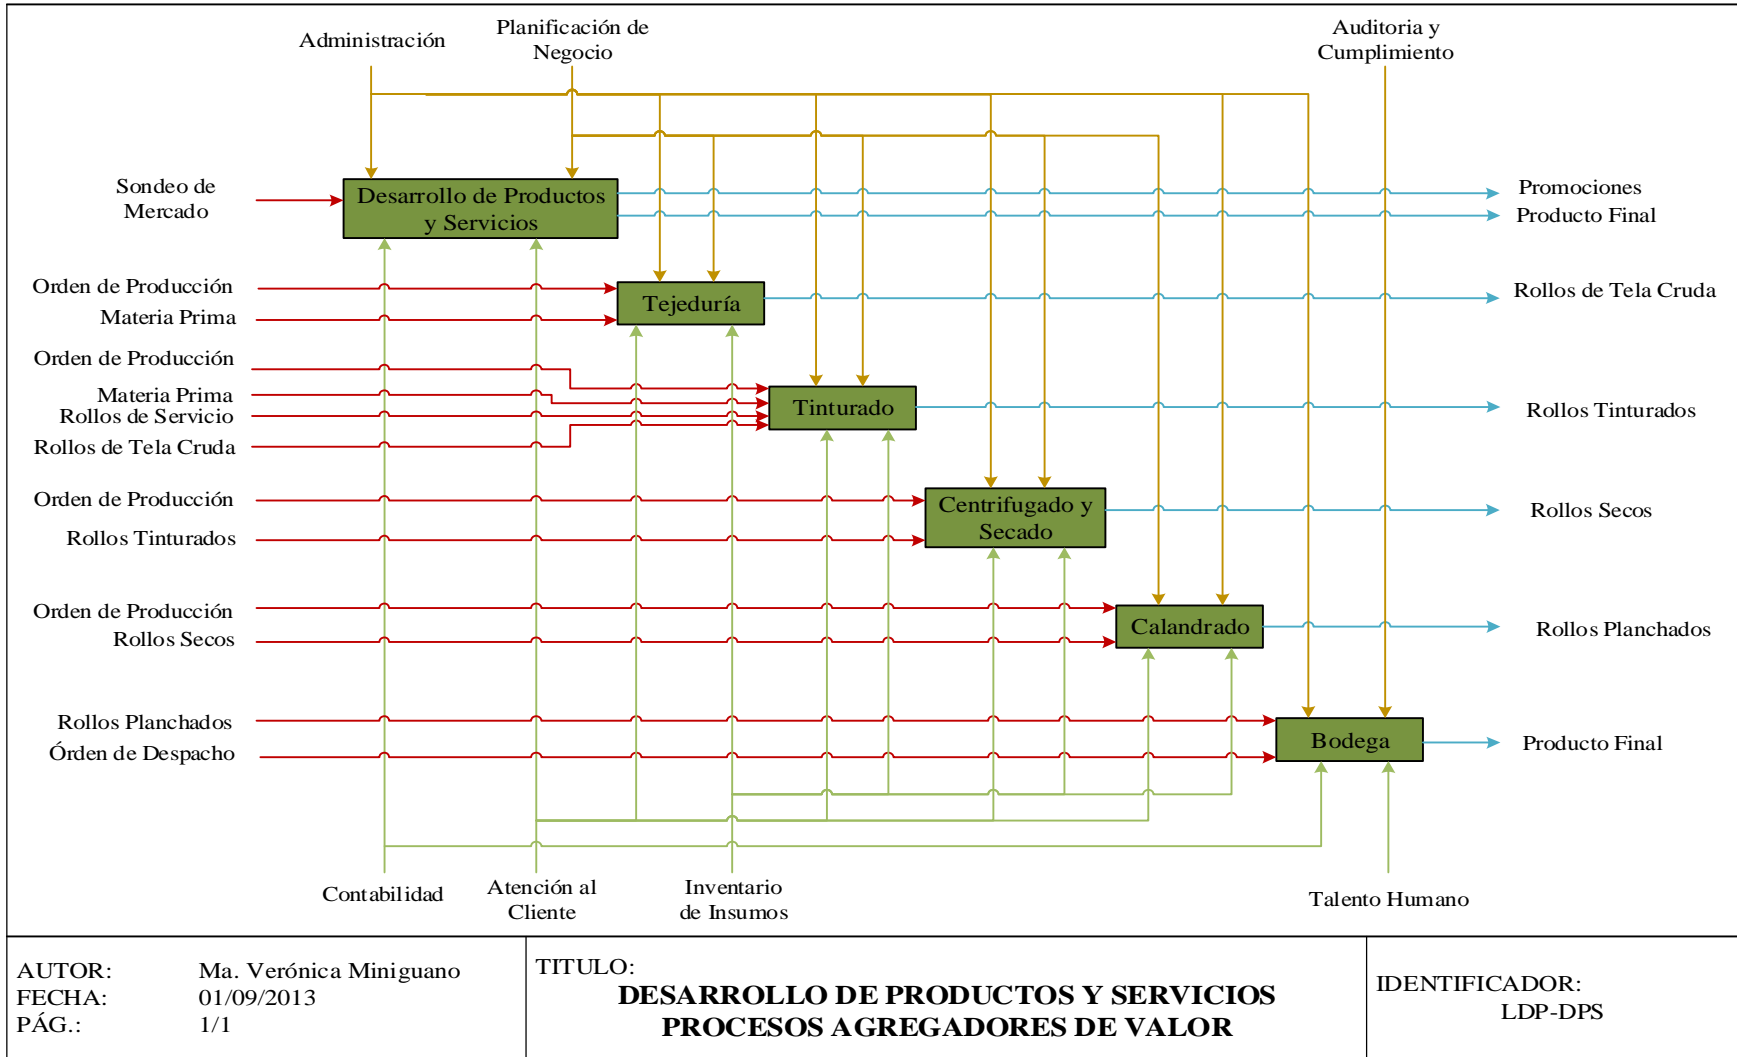 Administración
Planificación de
Negocio
Auditoria y
Cumplimiento
Sondeo de
Mercado
Desarrollo de Productos
y Servicios
Promociones
Producto Final
Orden de Producción
Materia Prima
Tejeduría
Rollos de Tela Cruda
Orden de Producción
Materia Prima
Rollos de Servicio
Rollos de Tela Cruda
Tinturado
Rollos Tinturados
Orden de Producción
Rollos Tinturados
Centrifugado y
Secado
Rollos Secos
Orden de Producción
Rollos Secos
Calandrado
Rollos Planchados
Rollos Planchados
Órden de Despacho
Bodega
Producto Final
Contabilidad
Atención al
Cliente
Inventario
de Insumos
Talento Humano
AUTOR: Ma. Verónica Miniguano
FECHA: 01/09/2013
PÁG.: 1/1
TITULO:
DESARROLLO DE PRODUCTOS Y SERVICIOS
PROCESOS AGREGADORES DE VALOR
IDENTIFICADOR:
LDP-DPS